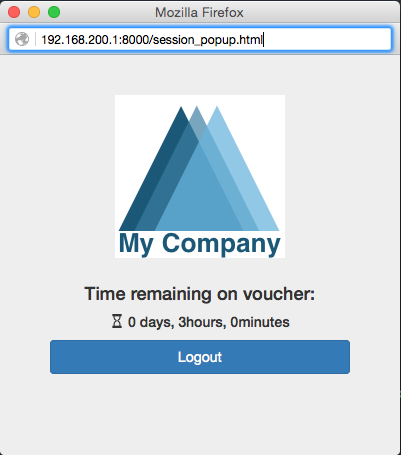 Mozilla Firefox
192.168.200.1:8000/session_popup.html
My Company
Time remaining on voucher:
0 days, 3hours, 0minutes
Logout